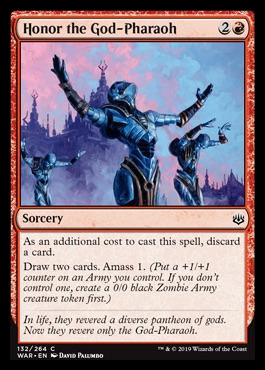 Honor the God-Pharaoh 2
Sorcery
As an additional cost to cast this spell, discard
a card.
Draw two cards. Amass 1. (Put a +1/+1
counter on an Army you control. If you don't
control one, create a 0/0 black Zombie Army
creature token first.)
In life, they revered a diverse pantheon of gods.
Now they revere only the God-Pharaoh.
132/264 C
WAR • EN DAVID PALUMBO
™ & © 2019 Wizards of the Coast